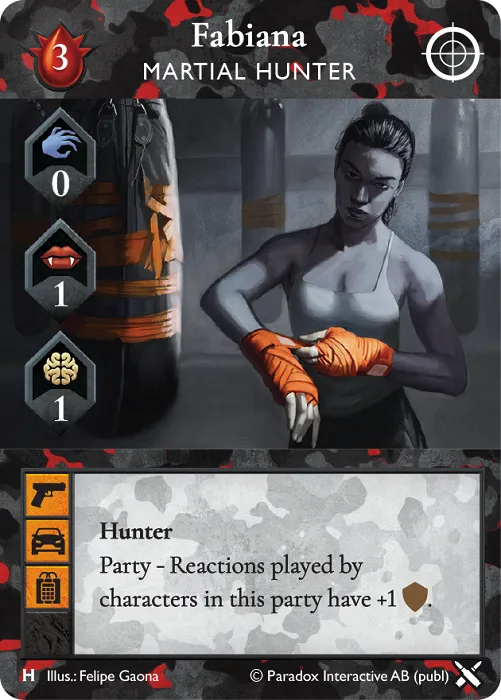 3
Fabiana
MARTIAL HUNTER
0
1
1
Hunter
Party - Reactions played by
characters in this party have +1 .
H Illus.: Felipe Gaona © Paradox Interactive AB (publ)